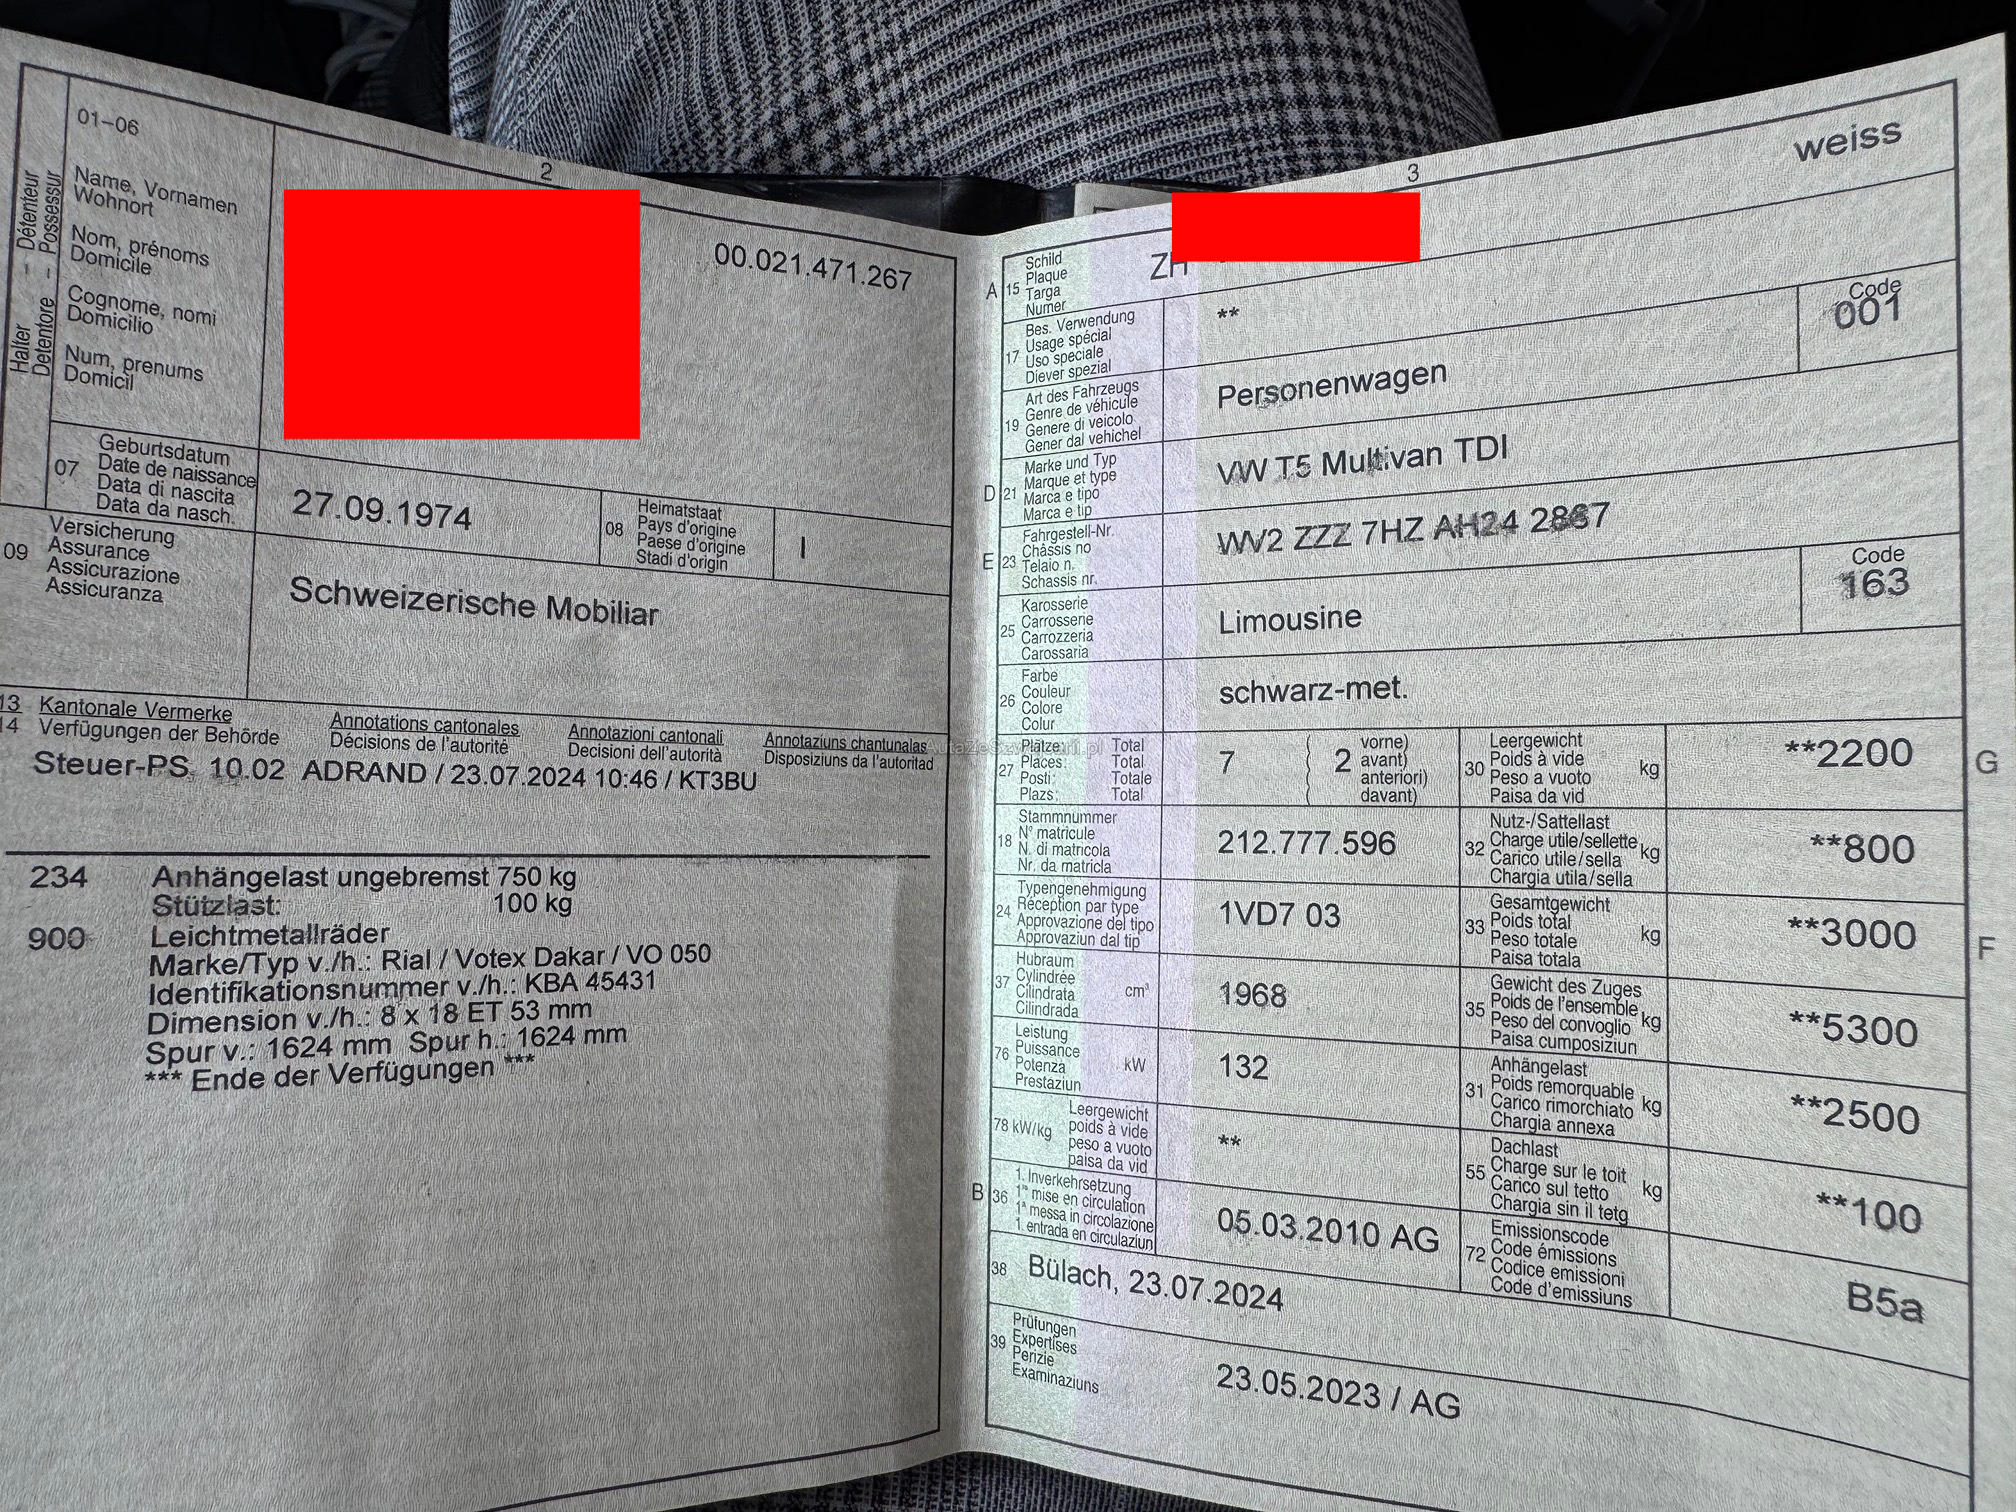 2
01–06
Halter – Détenteur
Detentore – Possessur
Name, Vornamen
Wohnort
Nom, prénoms
Domicile
Cognome, nomi
Domicilio
Num, prenums
Domicil
00.021.471.267
07
Geburtsdatum
Date de naissance
Data di nascita
Data da nasch.
27.09.1974
08
Heimatstaat
Pays d'origine
Paese d'origine
Stadi d'origin
I
09
Versicherung
Assurance
Assicurazione
Assicuranza
Schweizerische Mobiliar
13 Kantonale Vermerke Annotations cantonales Annotazioni cantonali Annotaziuns chantunalas
14 Verfügungen der Behörde Décisions de l'autorité Decisioni dell'autorità Disposiziuns da l'autoritad
Steuer-PS 10.02 ADRAND / 23.07.2024 10:46 / KT3BU
234 Anhängelast ungebremst 750 kg
Stützlast: 100 kg
900 Leichtmetallräder
Marke/Typ v./h.: Rial / Votex Dakar / VO 050
Identifikationsnummer v./h.: KBA 45431
Dimension v./h.: 8 x 18 ET 53 mm
Spur v.: 1624 mm Spur h.: 1624 mm
*** Ende der Verfügungen ***
3
weiss
A 15
Schild
Plaque
Targa
Numer
ZH
17
Bes. Verwendung
Usage spécial
Uso speciale
Diever spezial
**
19
Art des Fahrzeugs
Genre de véhicule
Genere di veicolo
Gener dal vehichel
Personenwagen
Code
001
D 21
Marke und Typ
Marque et type
Marca e tipo
Marca e tip
VW T5 Multivan TDI
E 23
Fahrgestell-Nr.
Châssis no
Telaio n.
Schassis nr.
WV2 ZZZ 7HZ AH24 2867
25
Karosserie
Carrosserie
Carrozzeria
Carossaria
Limousine
Code
163
26
Farbe
Couleur
Colore
Colur
schwarz-met.
27
Plätze: Total
Places: Total
Posti: Totale
Plazs: Total
7
2
vorne)
avant)
anteriori)
davant)
30
Leergewicht
Poids à vide
Peso a vuoto
Paisa da vid
kg
**2200
G
18
Stammnummer
N° matricule
N. di matricola
Nr. da matricla
212.777.596
32
Nutz-/Sattellast
Charge utile/sellette
Carico utile/sella
Chargia utila/sella
kg
**800
24
Typengenehmigung
Réception par type
Approvazione del tipo
Approvaziun dal tip
1VD7 03
33
Gesamtgewicht
Poids total
Peso totale
Paisa totala
kg
**3000
F
37
Hubraum
Cylindrée
Cilindrata
Cilindrada
cm³
1968
35
Gewicht des Zuges
Poids de l'ensemble
Peso del convoglio
Paisa cumposiziun
kg
**5300
76
Leistung
Puissance
Potenza
Prestaziun
kW
132
31
Anhängelast
Poids remorquable
Carico rimorchiato
Chargia annexa
kg
**2500
78 kW/kg
Leergewicht
poids à vide
peso a vuoto
paisa da vid
**
55
Dachlast
Charge sur le toit
Carico sul tetto
Chargia sin il tetg
kg
**100
B 36
1. Inverkehrsetzung
1re mise en circulation
1a messa in circolazione
1. entrada en circulaziun
05.03.2010 AG
72
Emissionscode
Code émissions
Codice emissioni
Code d'emissiuns
B5a
38 Bülach, 23.07.2024
39
Prüfungen
Expertises
Perizie
Examinaziuns
23.05.2023 / AG